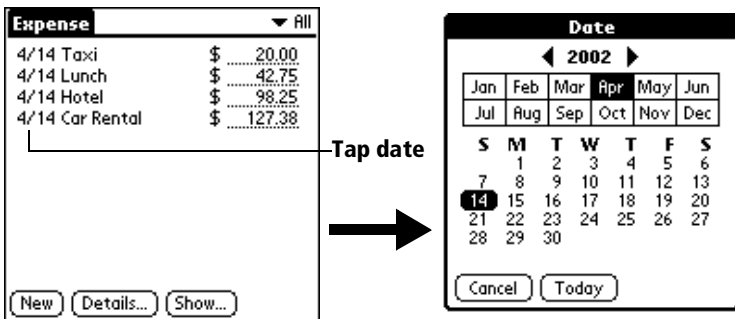 Expense
All
4/14 Taxi $ 20.00
4/14 Lunch $ 42.75
4/14 Hotel $ 98.25
4/14 Car Rental $ 127.38
New Details... Show...
Tap date
Date
2002
Jan Feb Mar Apr May Jun
Jul Aug Sep Oct Nov Dec
S M T W T F S
1 2 3 4 5 6
7 8 9 10 11 12 13
14 15 16 17 18 19 20
21 22 23 24 25 26 27
28 29 30
Cancel Today